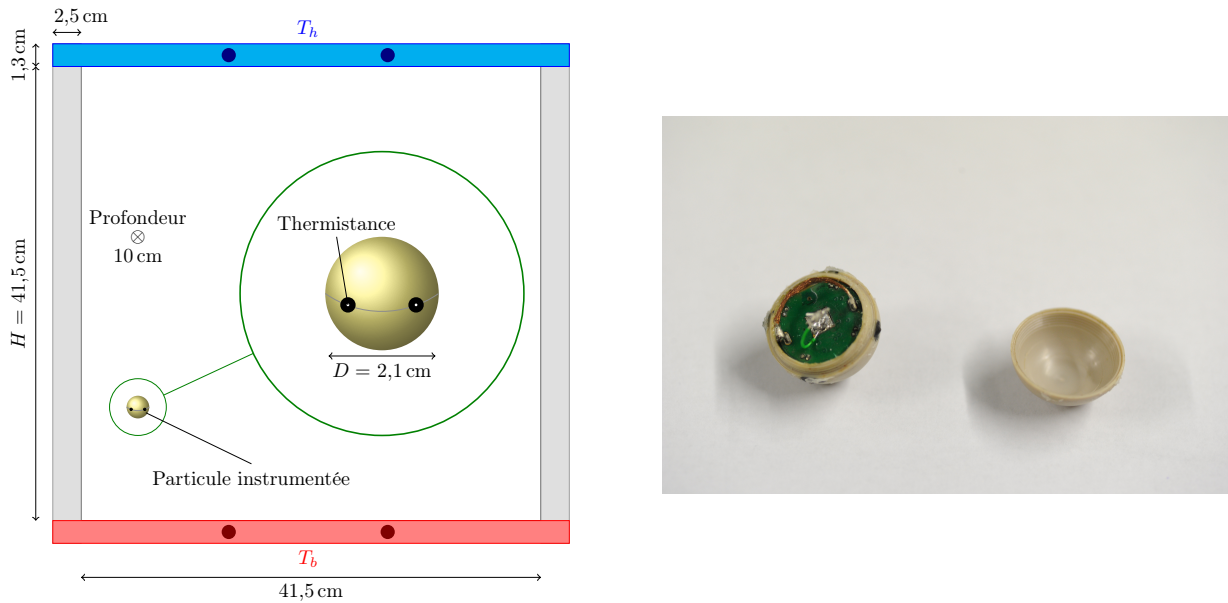 2,5 cm
T_h
1,3 cm
Profondeur
⊗
10 cm
Thermistance
H = 41,5 cm
D = 2,1 cm
Particule instrumentée
T_b
41,5 cm